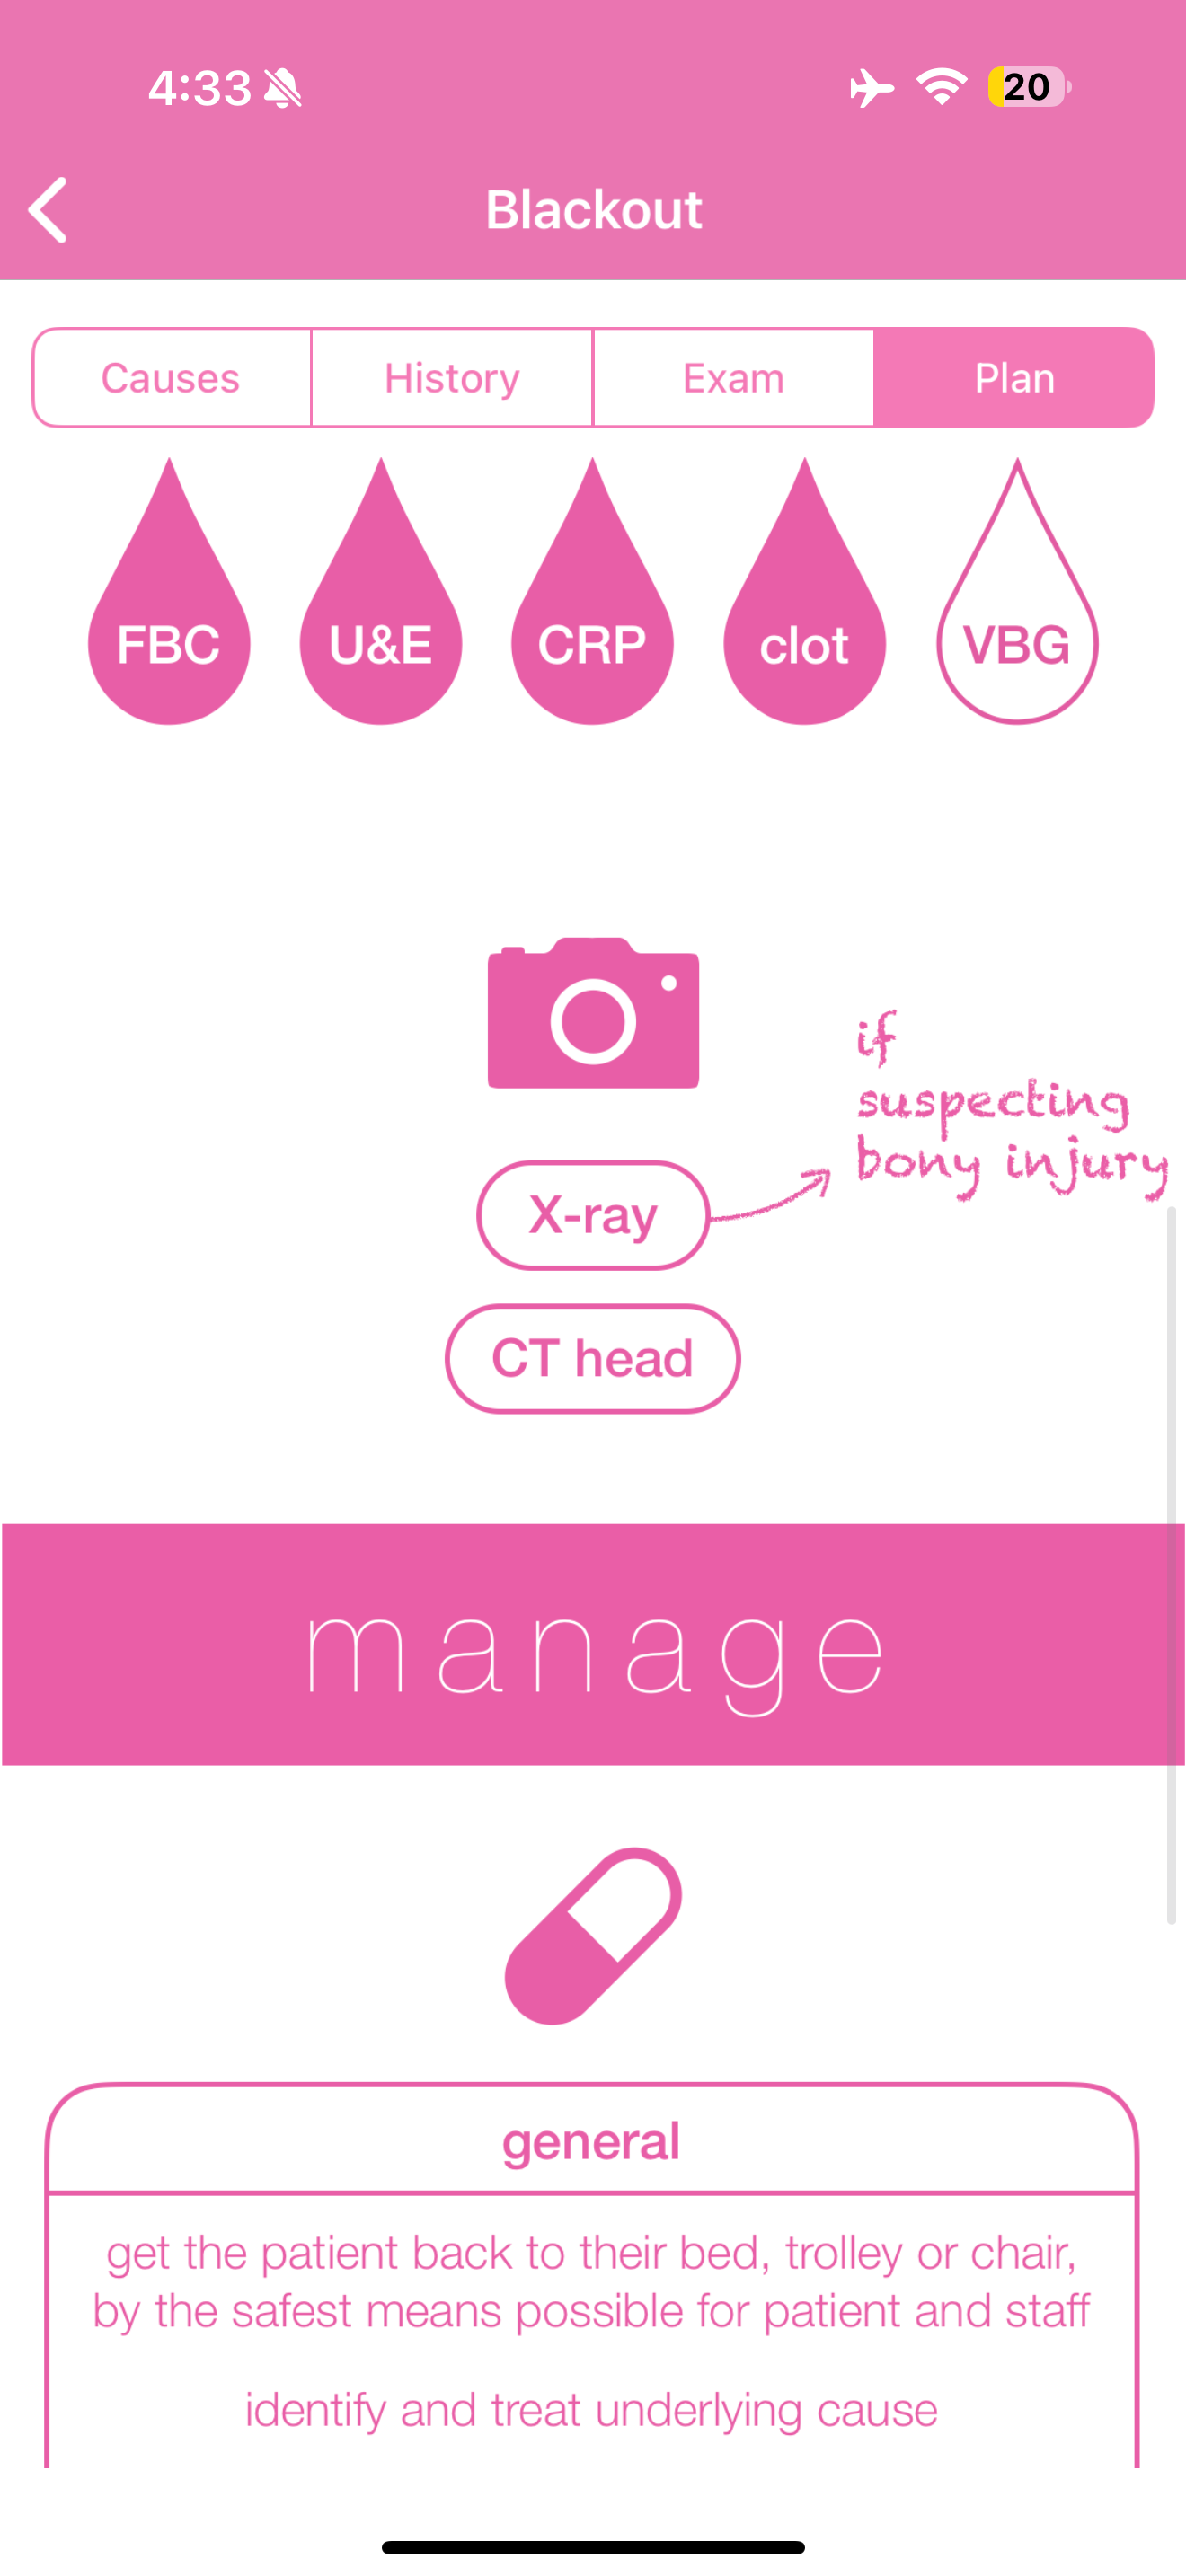 4:33
20
Blackout
Causes History Exam Plan
FBC U&E CRP clot VBG
if
suspecting
bony injury
X-ray
CT head
manage
general
get the patient back to their bed, trolley or chair,
by the safest means possible for patient and staff
identify and treat underlying cause